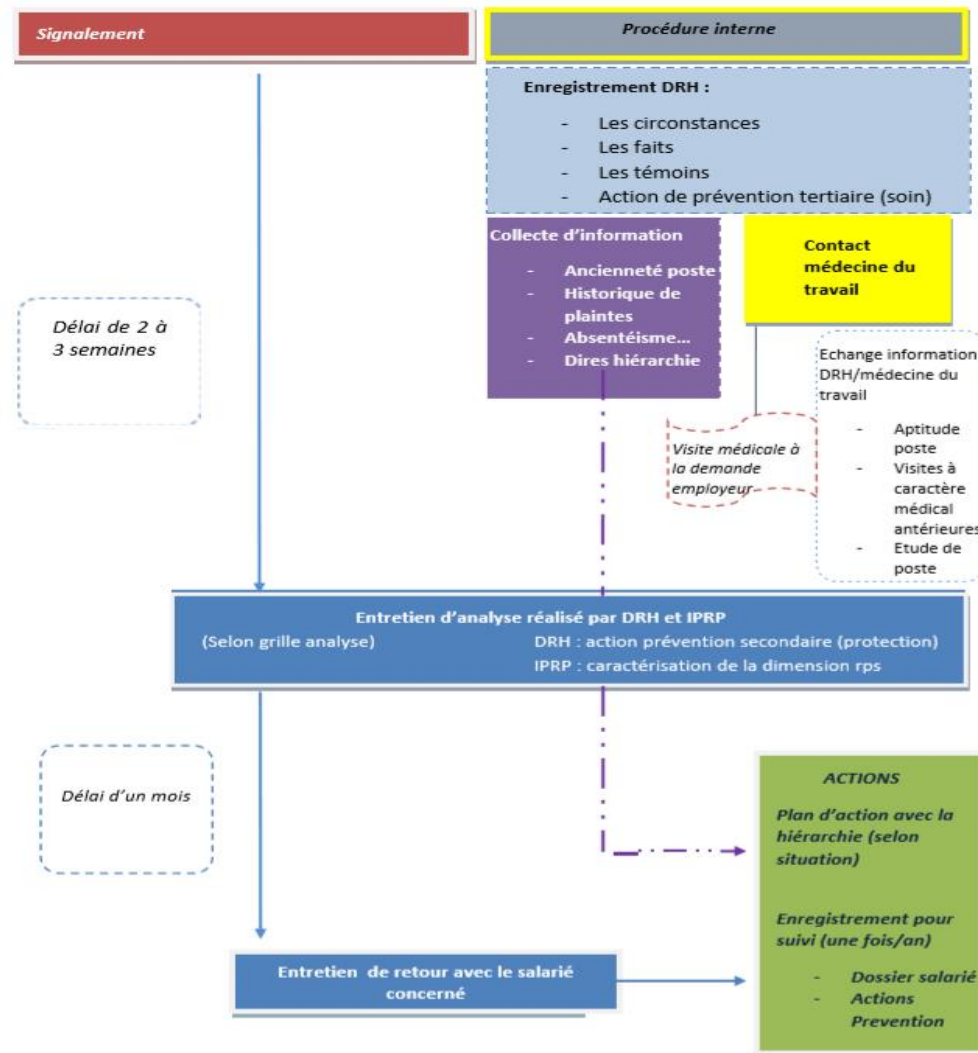 Signalement
Procédure interne
Enregistrement DRH :
- Les circonstances
- Les faits
- Les témoins
- Action de prévention tertiaire (soin)
Collecte d'information
- Ancienneté poste
- Historique de
plaintes
- Absentéisme...
- Dires hiérarchie
Contact
médecine du
travail
Délai de 2 à
3 semaines
Echange information
DRH/médecine du
travail
- Aptitude
poste
- Visites à
caractère
médical
antérieures
- Etude de
poste
Visite médicale à
la demande
employeur
Entretien d'analyse réalisé par DRH et IPRP
(Selon grille analyse) DRH : action prévention secondaire (protection)
IPRP : caractérisation de la dimension rps
Délai d'un mois
ACTIONS
Plan d'action avec la
hiérarchie (selon
situation)
Enregistrement pour
suivi (une fois/an)
- Dossier salarié
- Actions
Prevention
Entretien de retour avec le salarié
concerné